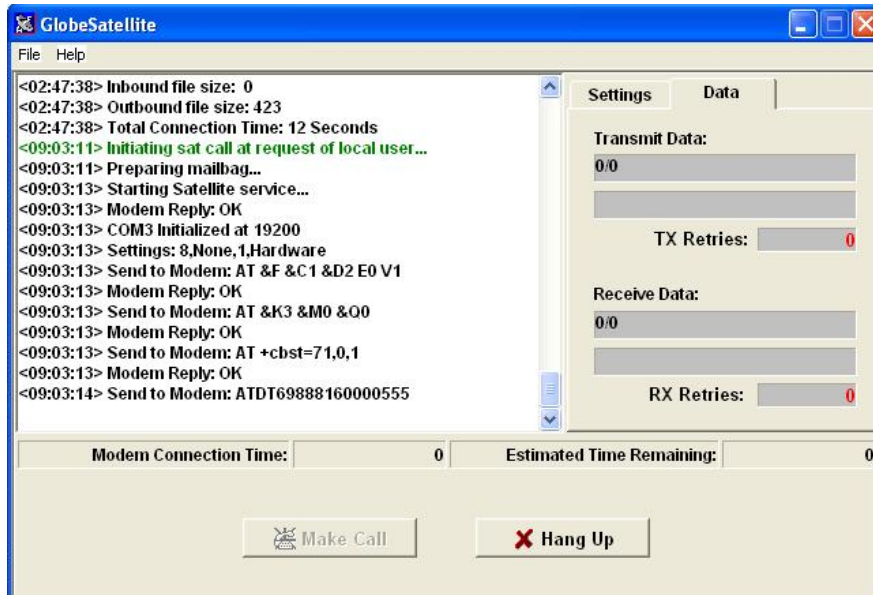 GlobeSatellite
File Help
<02:47:38> Inbound file size: 0
<02:47:38> Outbound file size: 423
<02:47:38> Total Connection Time: 12 Seconds
<09:03:11> Initiating sat call at request of local user...
<09:03:11> Preparing mailbag...
<09:03:13> Starting Satellite service...
<09:03:13> Modem Reply: OK
<09:03:13> COM3 Initialized at 19200
<09:03:13> Settings: 8,None,1,Hardware
<09:03:13> Send to Modem: AT &F &C1 &D2 E0 V1
<09:03:13> Modem Reply: OK
<09:03:13> Send to Modem: AT &K3 &M0 &Q0
<09:03:13> Modem Reply: OK
<09:03:13> Send to Modem: AT +cbst=71,0,1
<09:03:13> Modem Reply: OK
<09:03:14> Send to Modem: ATDT69888160000555
Settings Data
Transmit Data:
0/0
TX Retries: 0
Receive Data:
0/0
RX Retries: 0
Modem Connection Time: 0 Estimated Time Remaining: 0
Make Call Hang Up